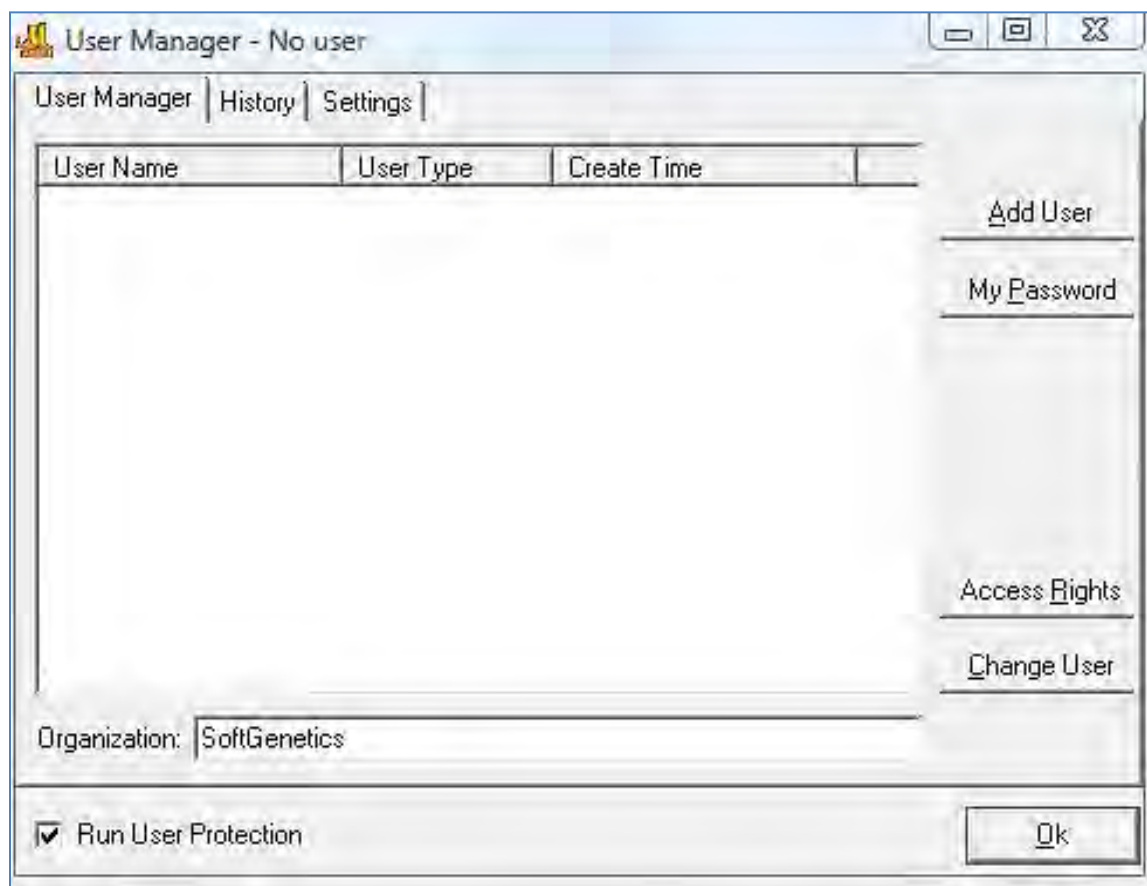 User Manager - No user
User Manager History Settings
User Name User Type Create Time
Add User
My Password
Access Rights
Change User
Organization: SoftGenetics
Run User Protection
Ok